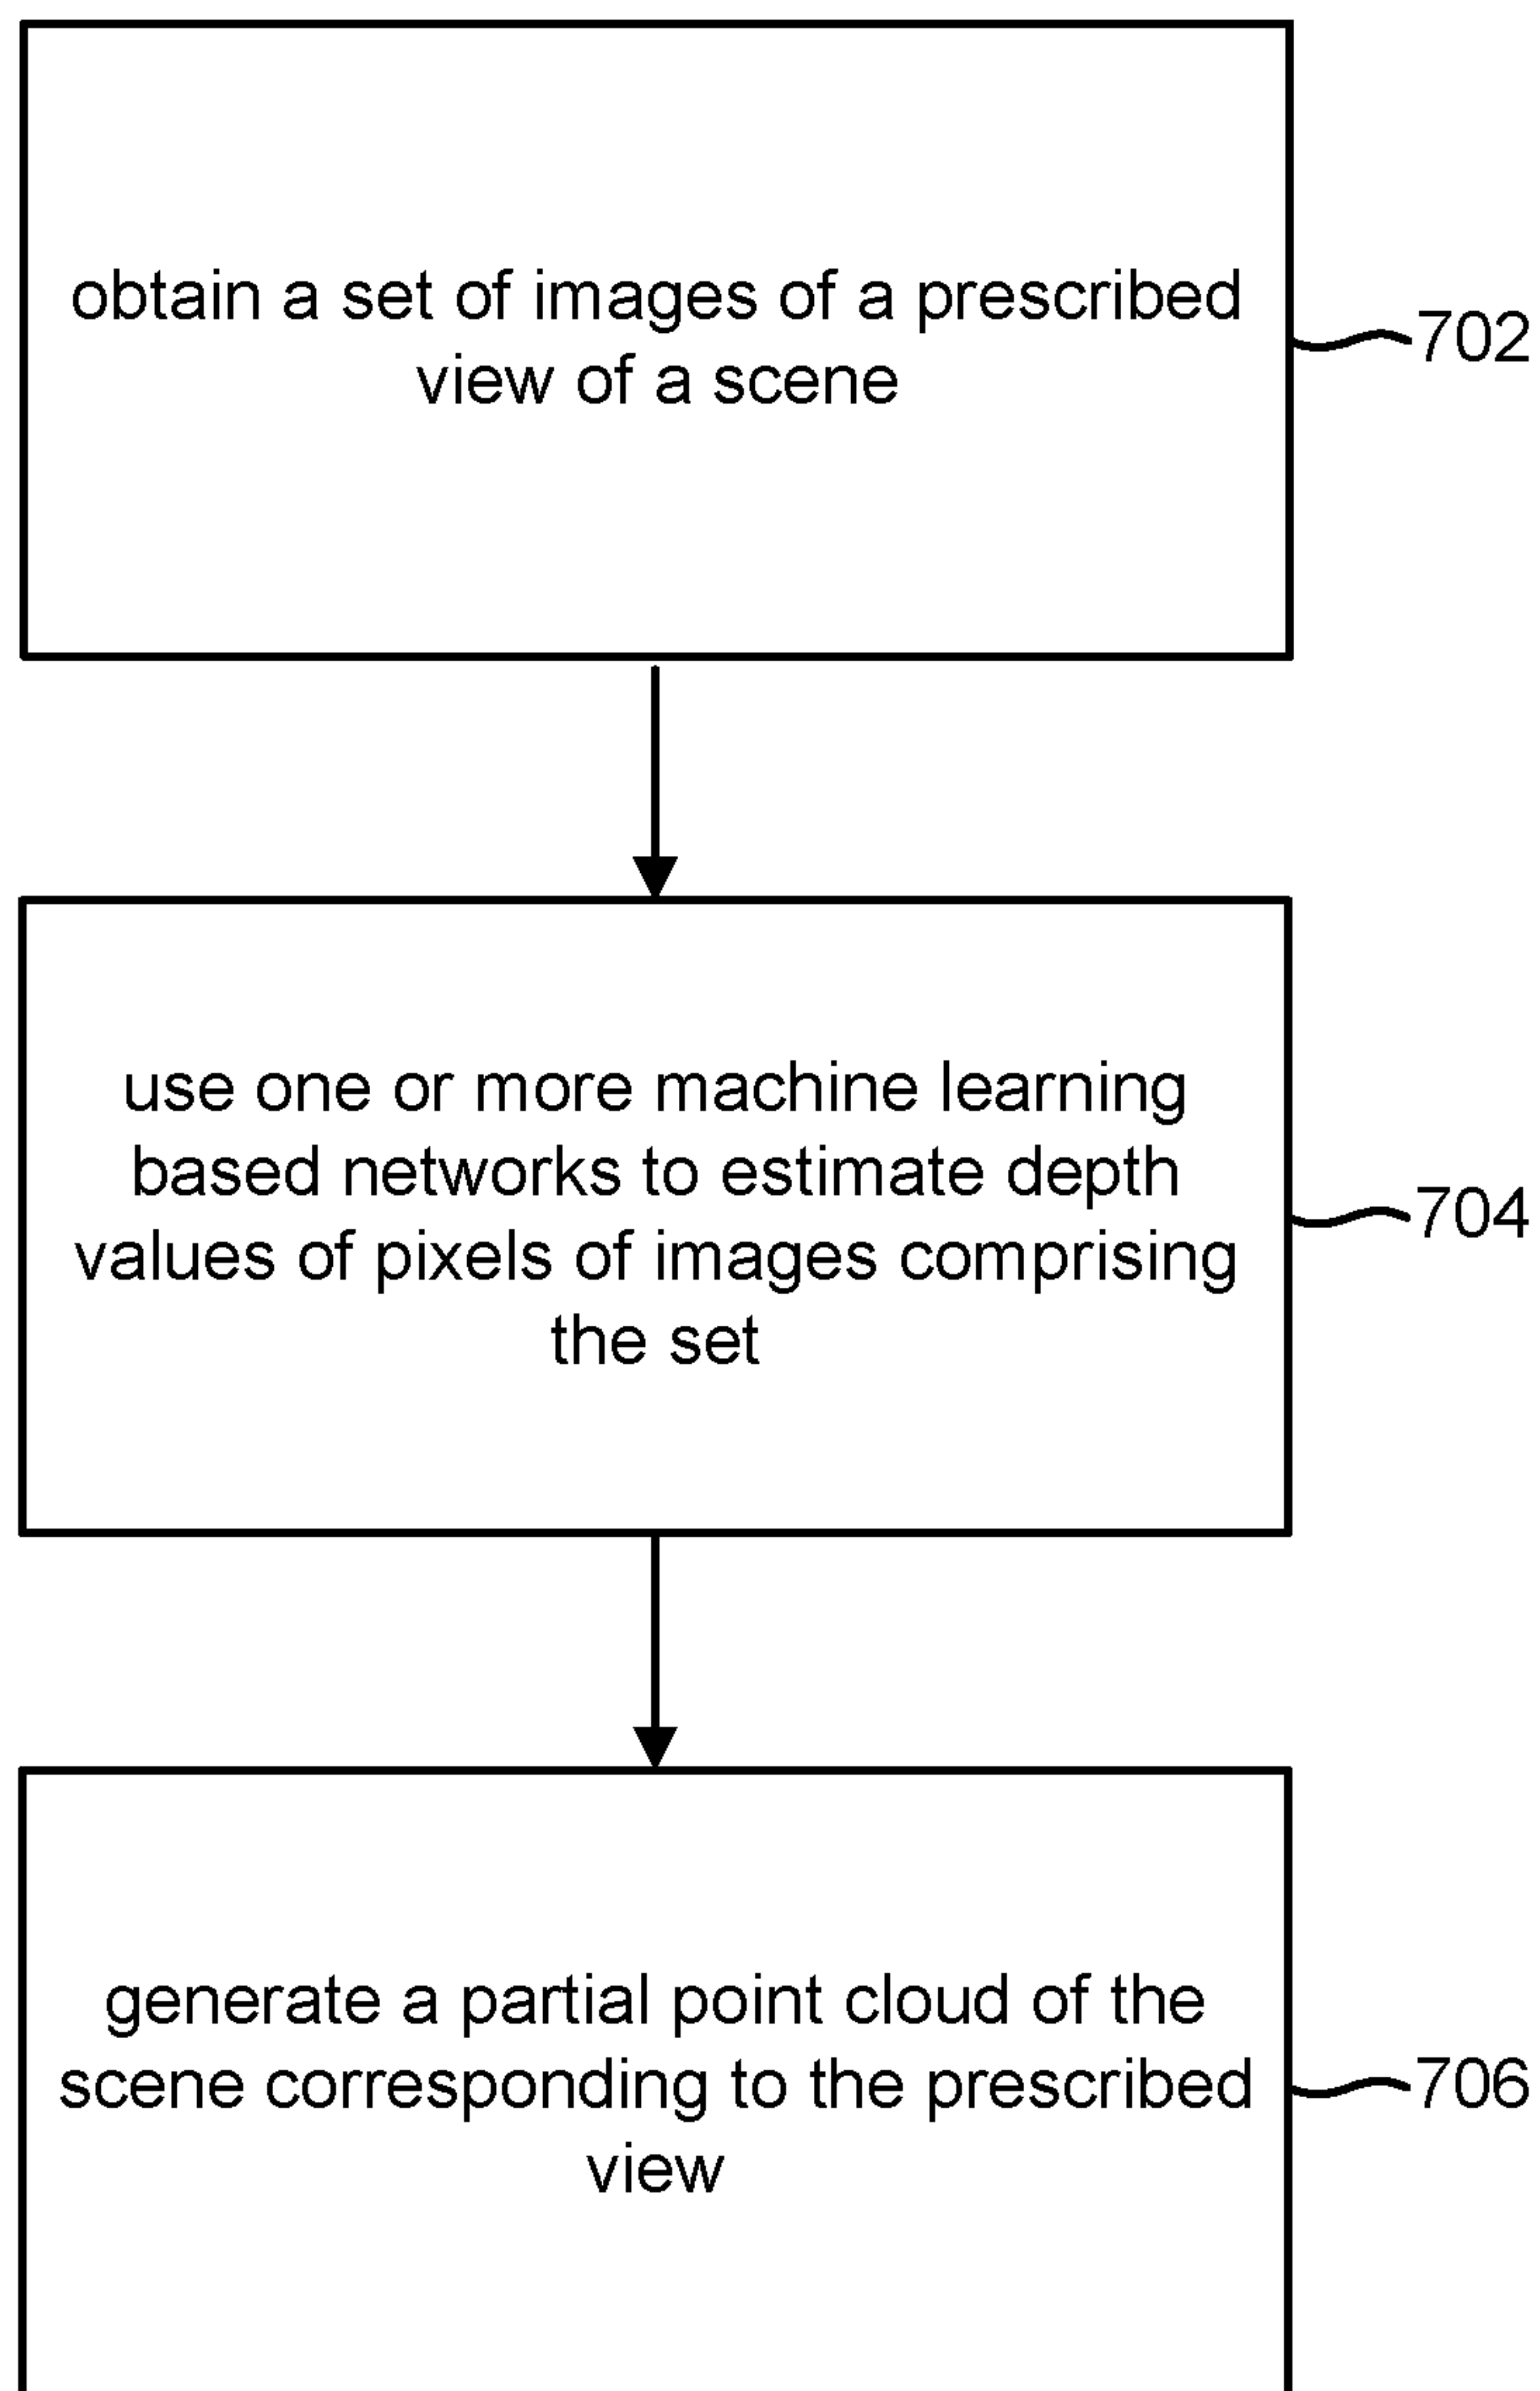 obtain a set of images of a prescribed
view of a scene
702
use one or more machine learning
based networks to estimate depth
values of pixels of images comprising
the set
704
generate a partial point cloud of the
scene corresponding to the prescribed
view
706